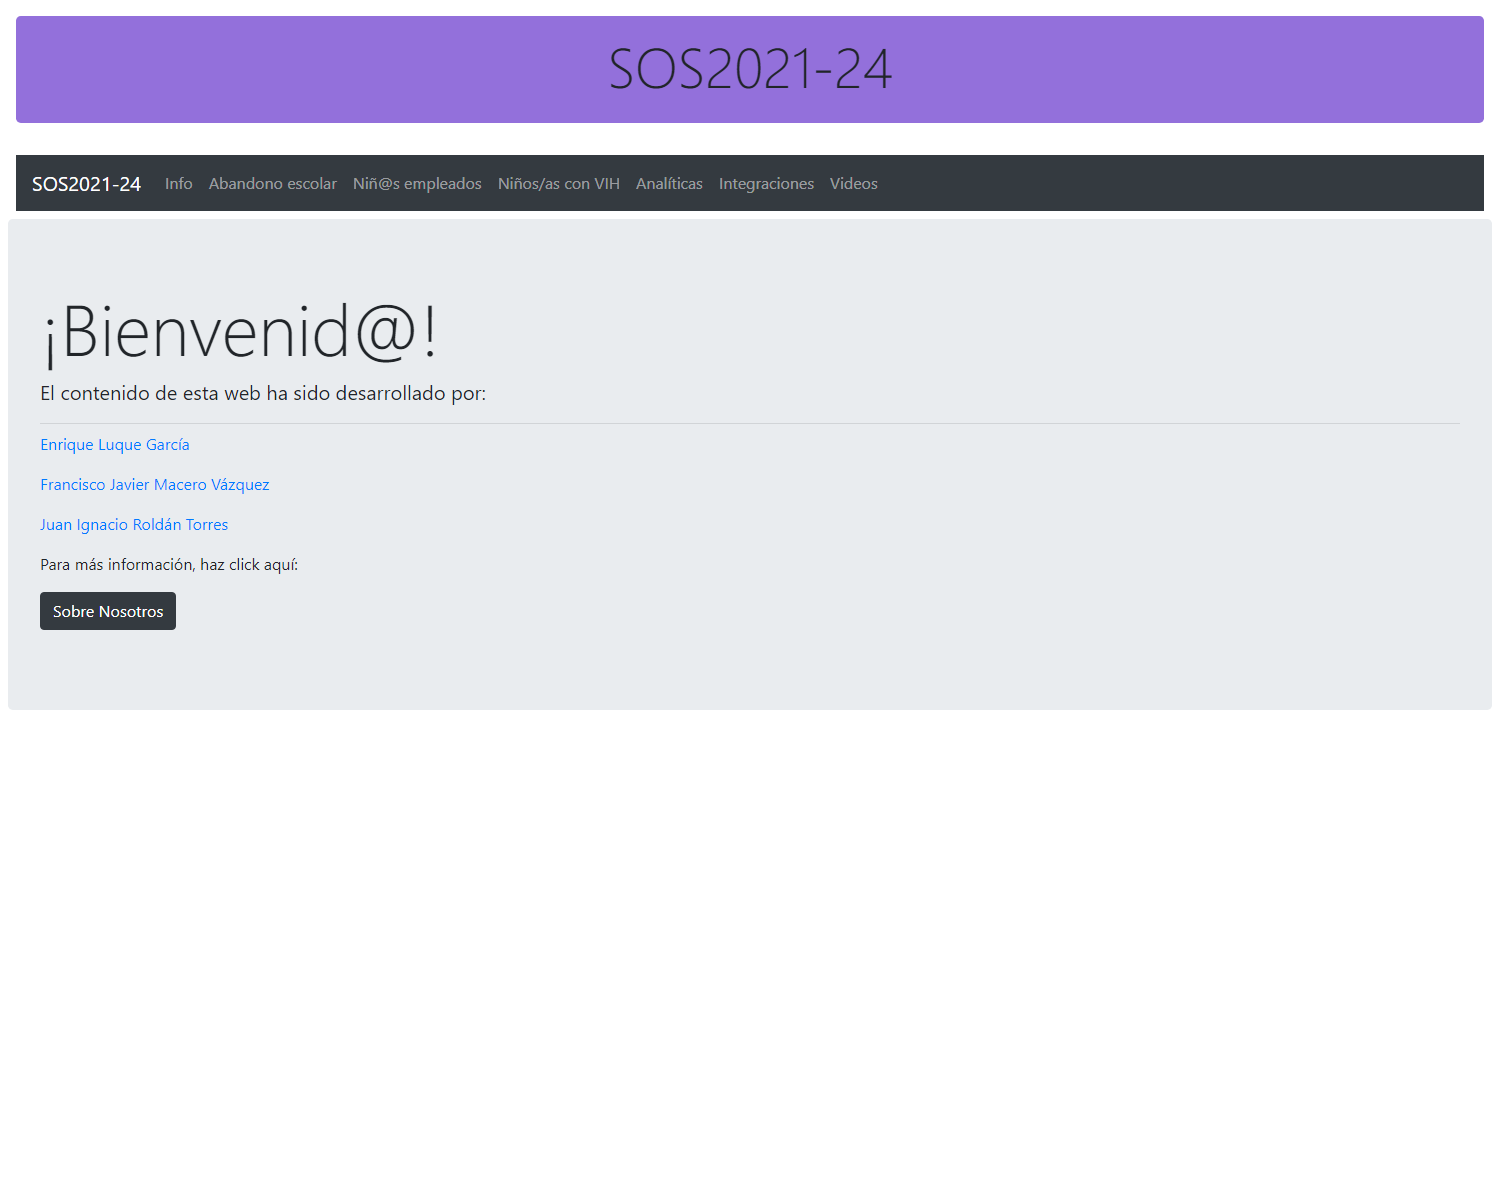 SOS2021-24
SOS2021-24 Info Abandono escolar Niñ@s empleados Niños/as con VIH Analíticas Integraciones Videos
¡Bienvenid@!
El contenido de esta web ha sido desarrollado por:
Enrique Luque García
Francisco Javier Macero Vázquez
Juan Ignacio Roldán Torres
Para más información, haz click aquí:
Sobre Nosotros